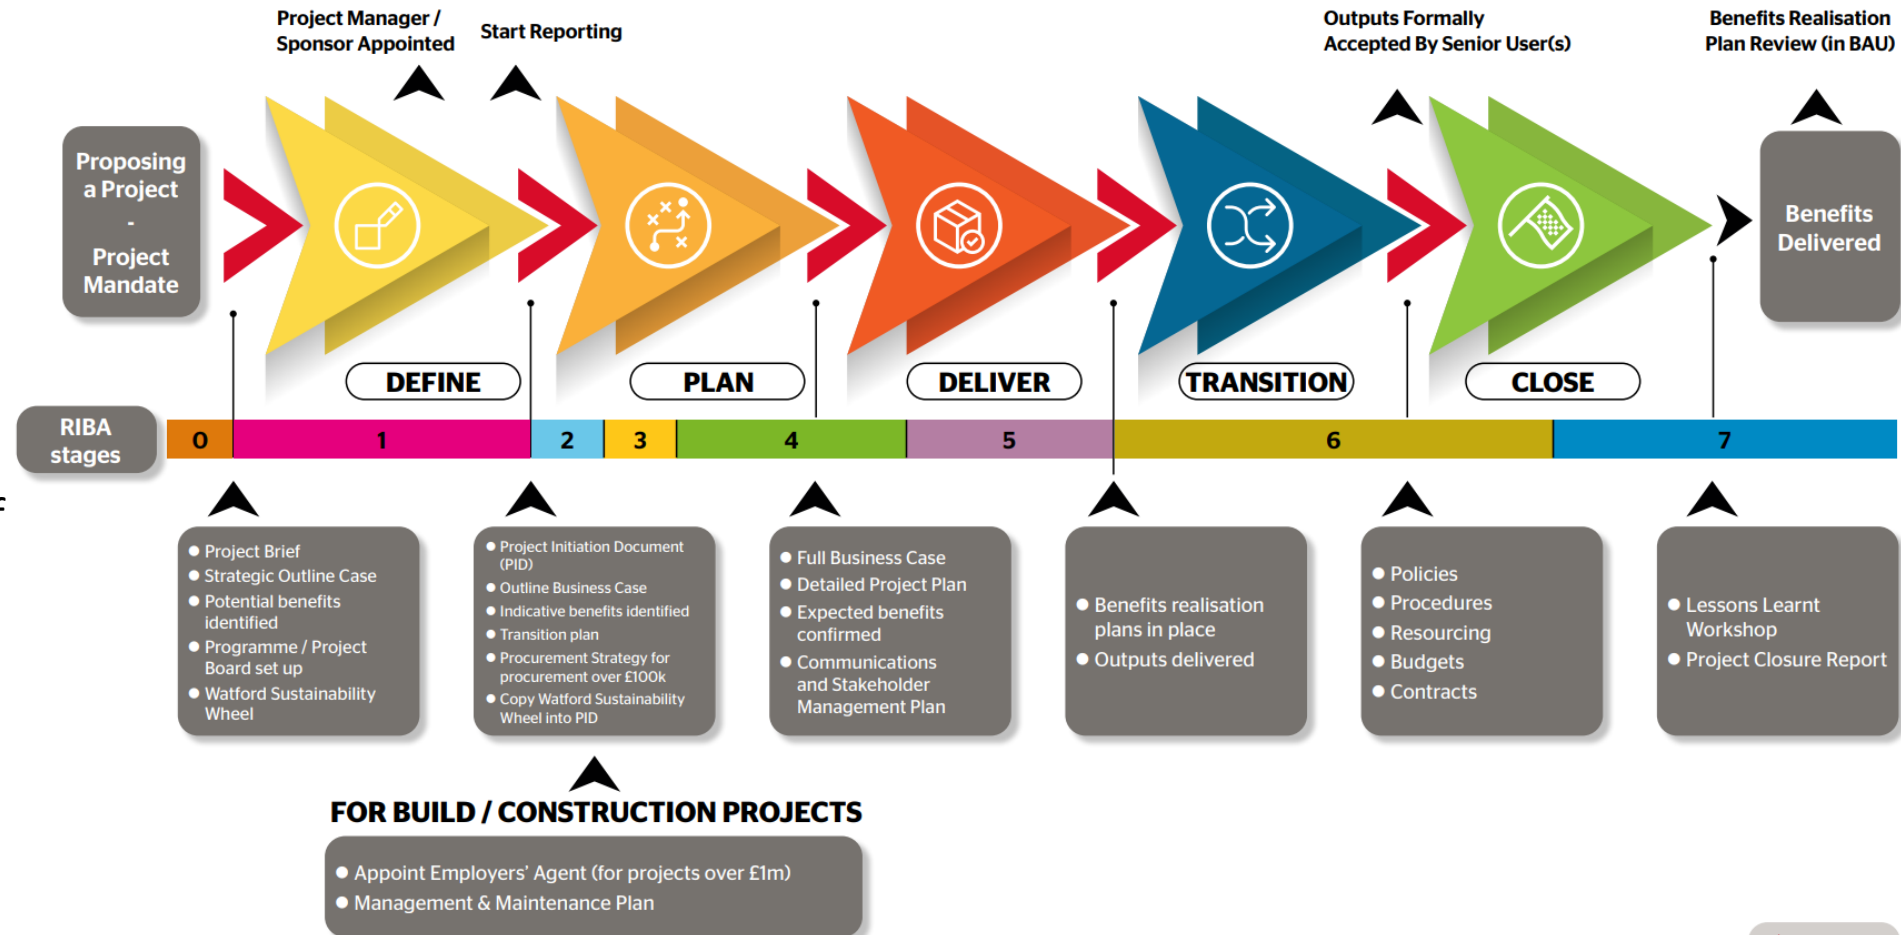 Project Manager /
Sponsor Appointed
Start Reporting
Outputs Formally
Accepted By Senior User(s)
Benefits Realisation
Plan Review (in BAU)
Proposing
a Project
-
Project
Mandate
Benefits
Delivered
DEFINE
PLAN
DELIVER
TRANSITION
CLOSE
RIBA
stages
0
1
2
3
4
5
6
7
● Project Brief
● Strategic Outline Case
● Potential benefits
identified
● Programme / Project
Board set up
● Watford Sustainability
Wheel
● Project Initiation Document
(PID)
● Outline Business Case
● Indicative benefits identified
● Transition plan
● Procurement Strategy for
procurement over £100k
● Copy Watford Sustainability
Wheel into PID
● Full Business Case
● Detailed Project Plan
● Expected benefits
confirmed
● Communications
and Stakeholder
Management Plan
● Benefits realisation
plans in place
● Outputs delivered
● Policies
● Procedures
● Resourcing
● Budgets
● Contracts
● Lessons Learnt
Workshop
● Project Closure Report
FOR BUILD / CONSTRUCTION PROJECTS
● Appoint Employers' Agent (for projects over £1m)
● Management & Maintenance Plan